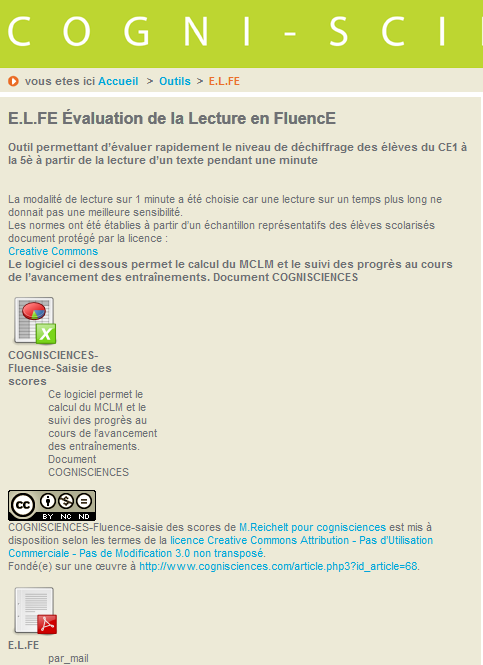 COGNI-SCI
vous etes ici Accueil > Outils > E.L.FE
E.L.FE Évaluation de la Lecture en FluencE
Outil permettant d'évaluer rapidement le niveau de déchiffrage des élèves du CE1 à
la 5è à partir de la lecture d'un texte pendant une minute
La modalité de lecture sur 1 minute a été choisie car une lecture sur un temps plus long ne
donnait pas une meilleure sensibilité.
Les normes ont été établies à partir d'un échantillon représentatifs des élèves scolarisés
document protégé par la licence :
Creative Commons
Le logiciel ci dessous permet le calcul du MCLM et le suivi des progrès au cours
de l'avancement des entraînements. Document COGNISCIENCES
X
COGNISCIENCES-
Fluence-Saisie des
scores
Ce logiciel permet le
calcul du MCLM et le
suivi des progrès au
cours de l'avancement
des entraînements.
Document
COGNISCIENCES
cc BY NC ND
COGNISCIENCES-Fluence-saisie des scores de M.Reichelt pour cognisciences est mis à
disposition selon les termes de la licence Creative Commons Attribution - Pas d'Utilisation
Commerciale - Pas de Modification 3.0 non transposé.
Fondé(e) sur une œuvre à http://www.cognisciences.com/article.php3?id_article=68.
E.L.FE
par_mail